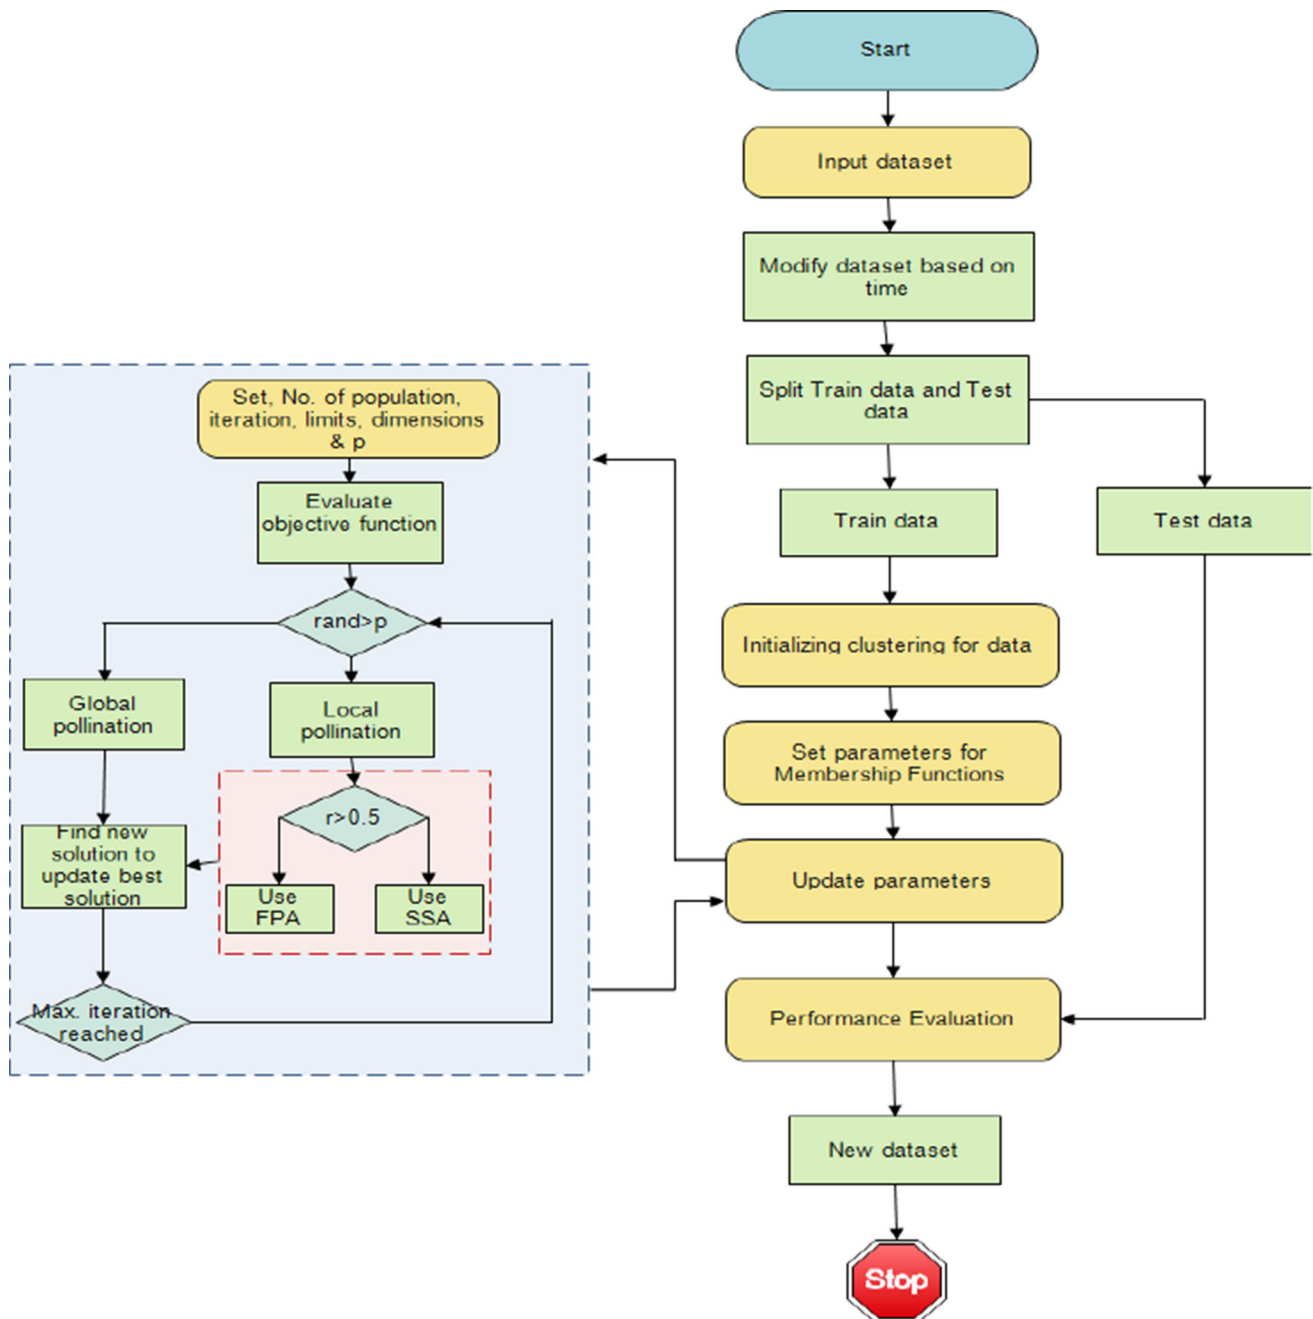 Start
Input dataset
Modify dataset based on
time
Split Train data and Test
data
Train data
Test data
Initializing clustering for data
Set parameters for
Membership Functions
Update parameters
Performance Evaluation
New dataset
Stop
Set, No. of population,
iteration, limits, dimensions
& p
Evaluate
objective function
rand>p
Global
pollination
Local
pollination
r>0.5
Use
FPA
Use
SSA
Find new
solution to
update best
solution
Max. iteration
reached